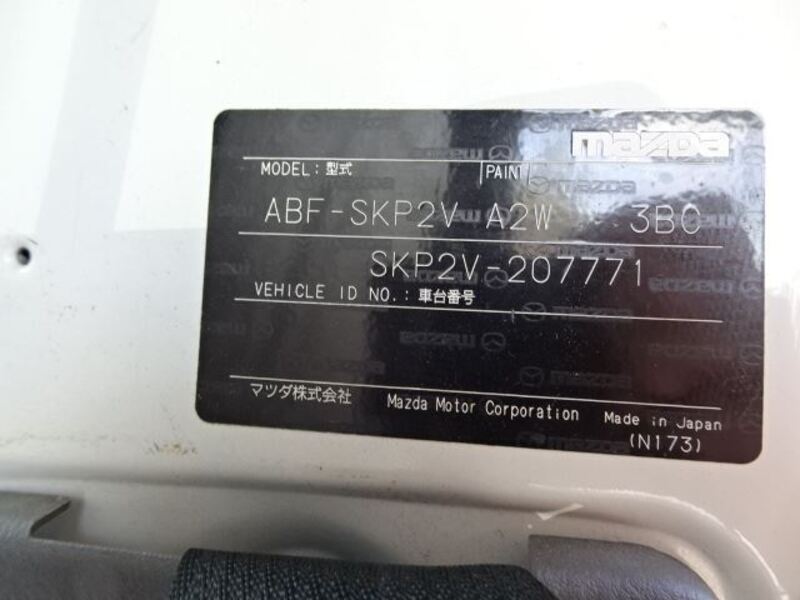 mazda
MODEL : 型式 PAINT
ABF-SKP2V A2W 3BC
SKP2V-207771
VEHICLE ID NO. : 車台番号
マツダ株式会社 Mazda Motor Corporation Made in Japan
(N173)